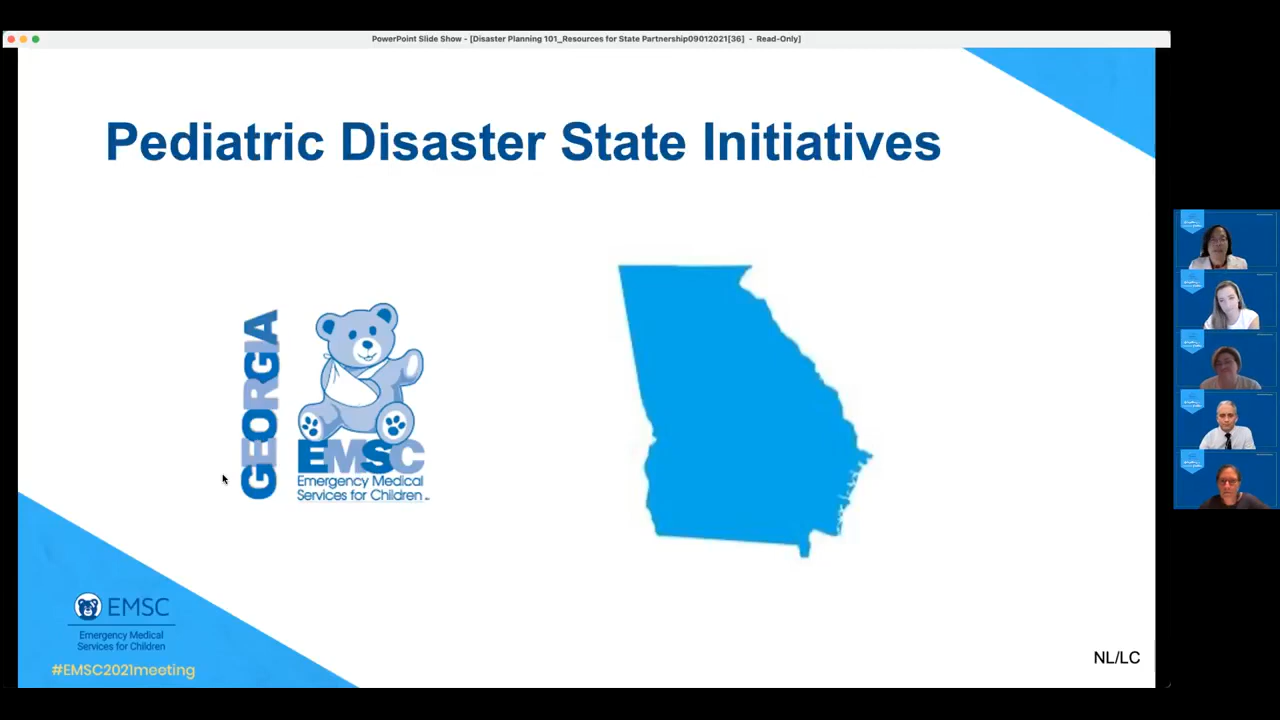 PowerPoint Slide Show - [Disaster Planning 101_Resources for State Partnership09012021[36] - Read-Only]
Pediatric Disaster State Initiatives
GEORGIA
EMSC
Emergency Medical
Services for Children
EMSC
Emergency Medical
Services for Children
#EMSC2021meeting
NL/LC